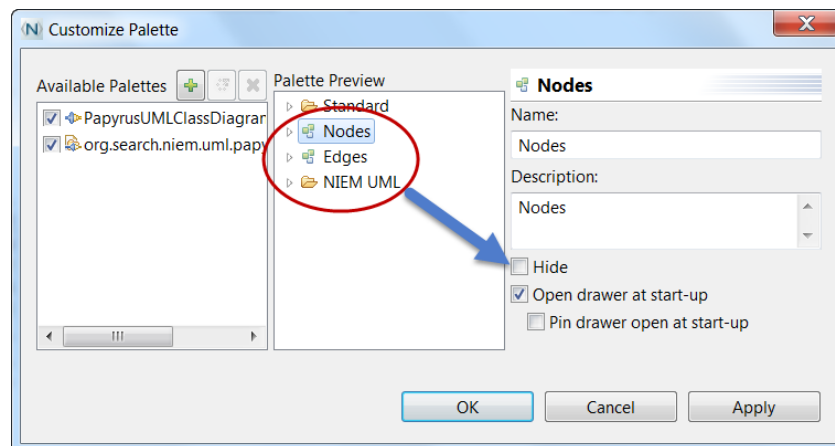 Customize Palette
Available Palettes
PapyrusUMLClassDiagran
org.search.niem.uml.papy
Palette Preview
Standard
Nodes
Edges
NIEM UML
Nodes
Name:
Nodes
Description:
Nodes
Hide
Open drawer at start-up
Pin drawer open at start-up
OK
Cancel
Apply